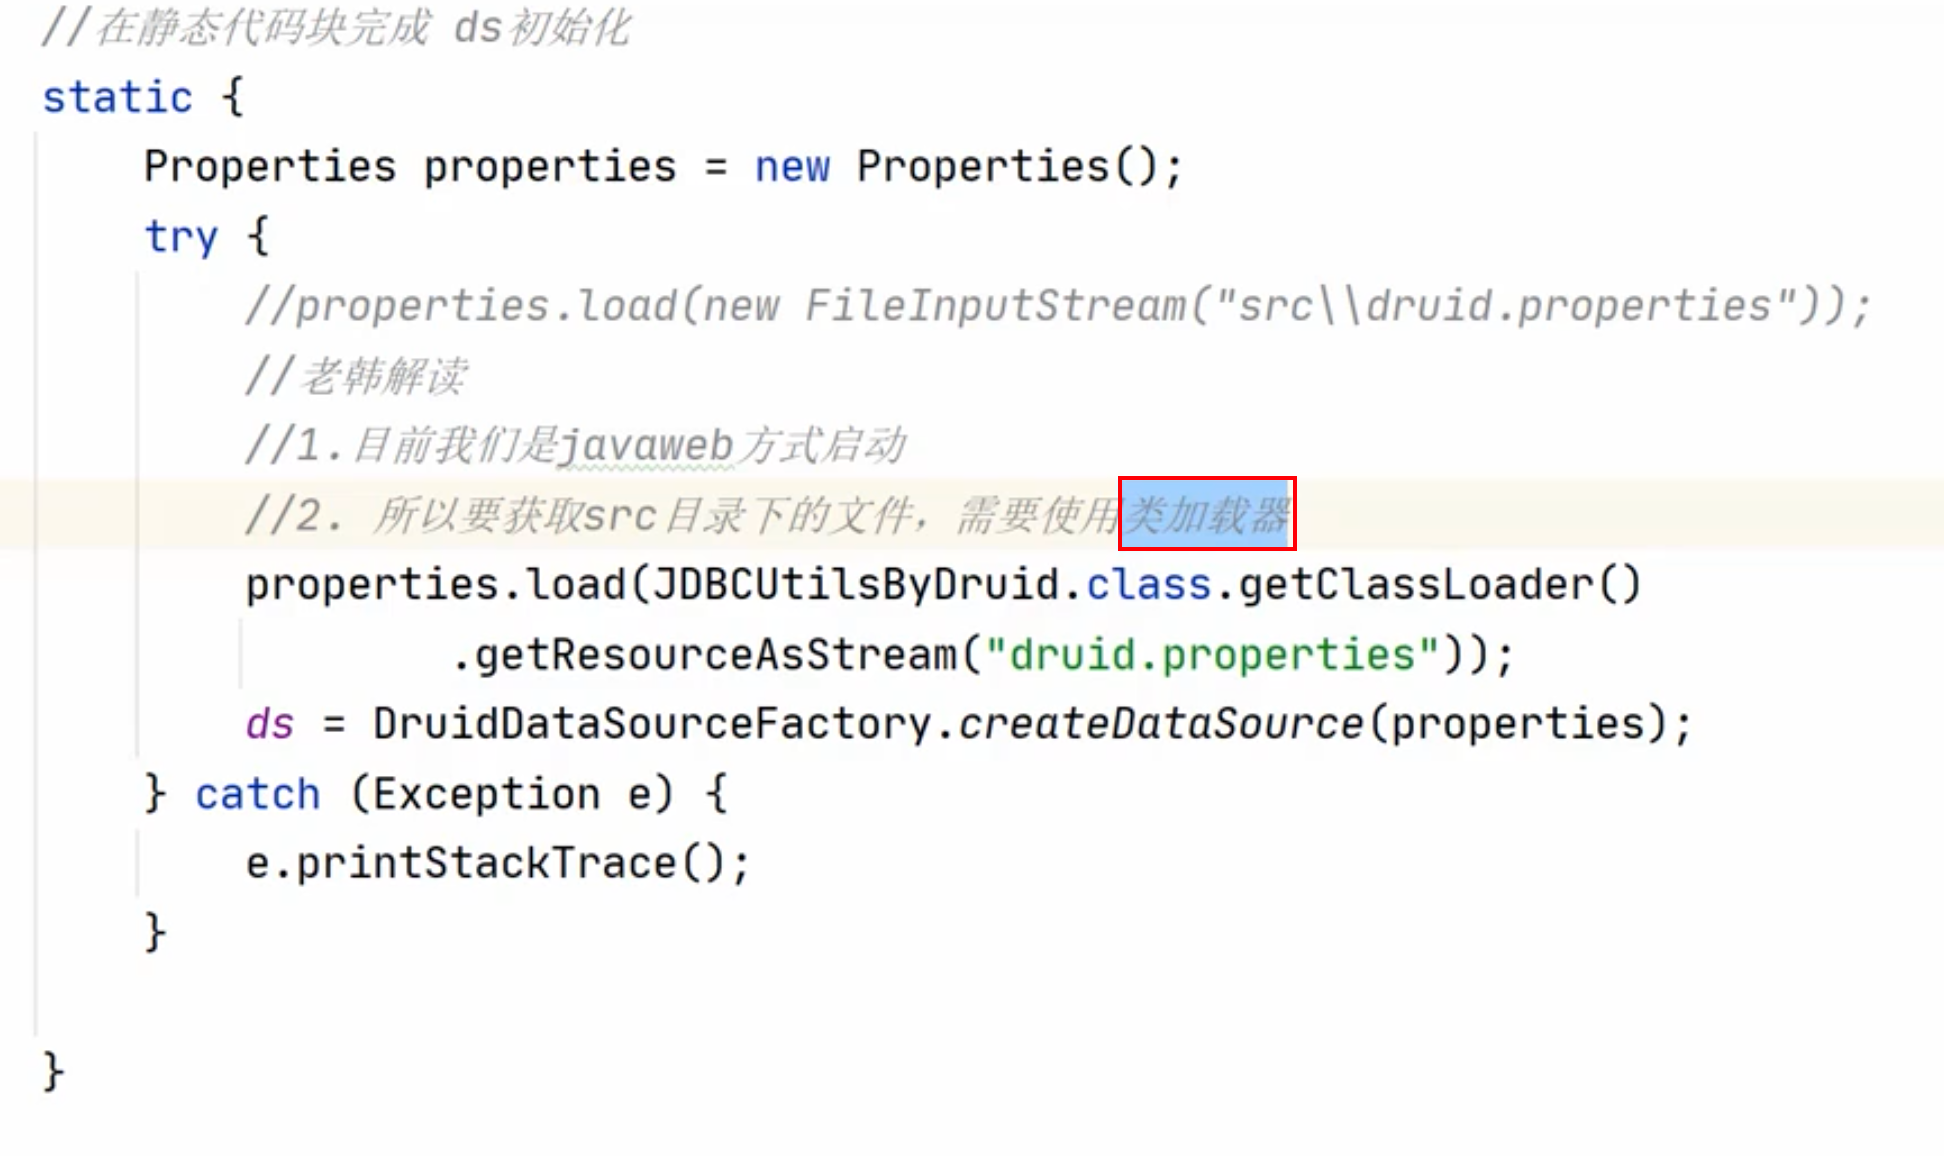 //在静态代码块完成 ds初始化
static {
Properties properties = new Properties();
try {
//properties.load(new FileInputStream("src\\druid.properties"));
//老韩解读
//1.目前我们是javaweb方式启动
//2. 所以要获取src目录下的文件，需要使用类加载器
properties.load(JDBCUtilsByDruid.class.getClassLoader()
.getResourceAsStream("druid.properties"));
ds = DruidDataSourceFactory.createDataSource(properties);
} catch (Exception e) {
e.printStackTrace();
}
}